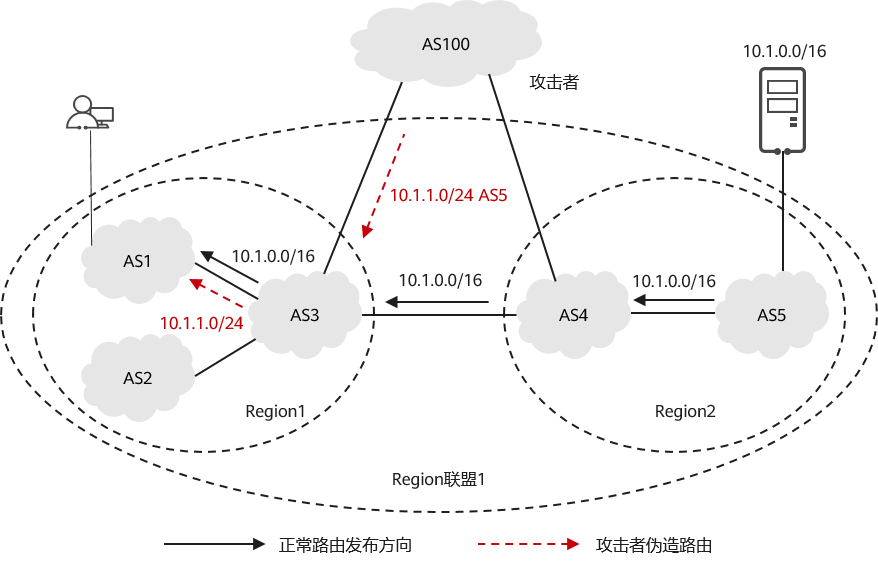 AS100
10.1.0.0/16
攻击者
10.1.1.0/24 AS5
10.1.0.0/16
AS1
10.1.0.0/16
10.1.0.0/16
10.1.1.0/24
AS3
AS4
AS5
AS2
Region1
Region2
Region联盟1
正常路由发布方向
攻击者伪造路由